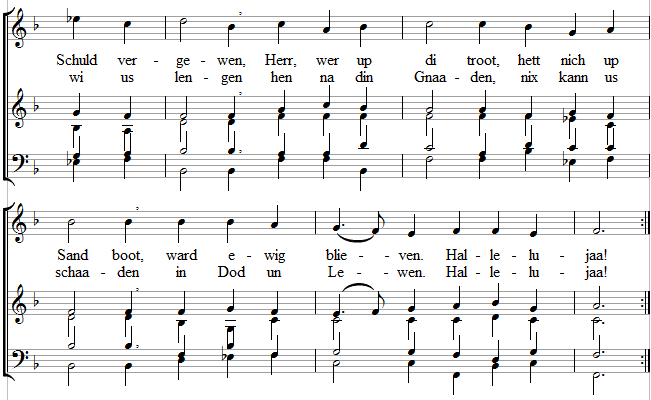 Schuld ver - ge - wen, Herr, wer up di troot, hett nich up
wi us len - gen hen na din Gnaa - den, nix kann us
Sand boot, ward e - wig blie - ven. Hal - le - lu - jaa!
schaa - den in Dod un Le - wen. Hal - le - lu - jaa!